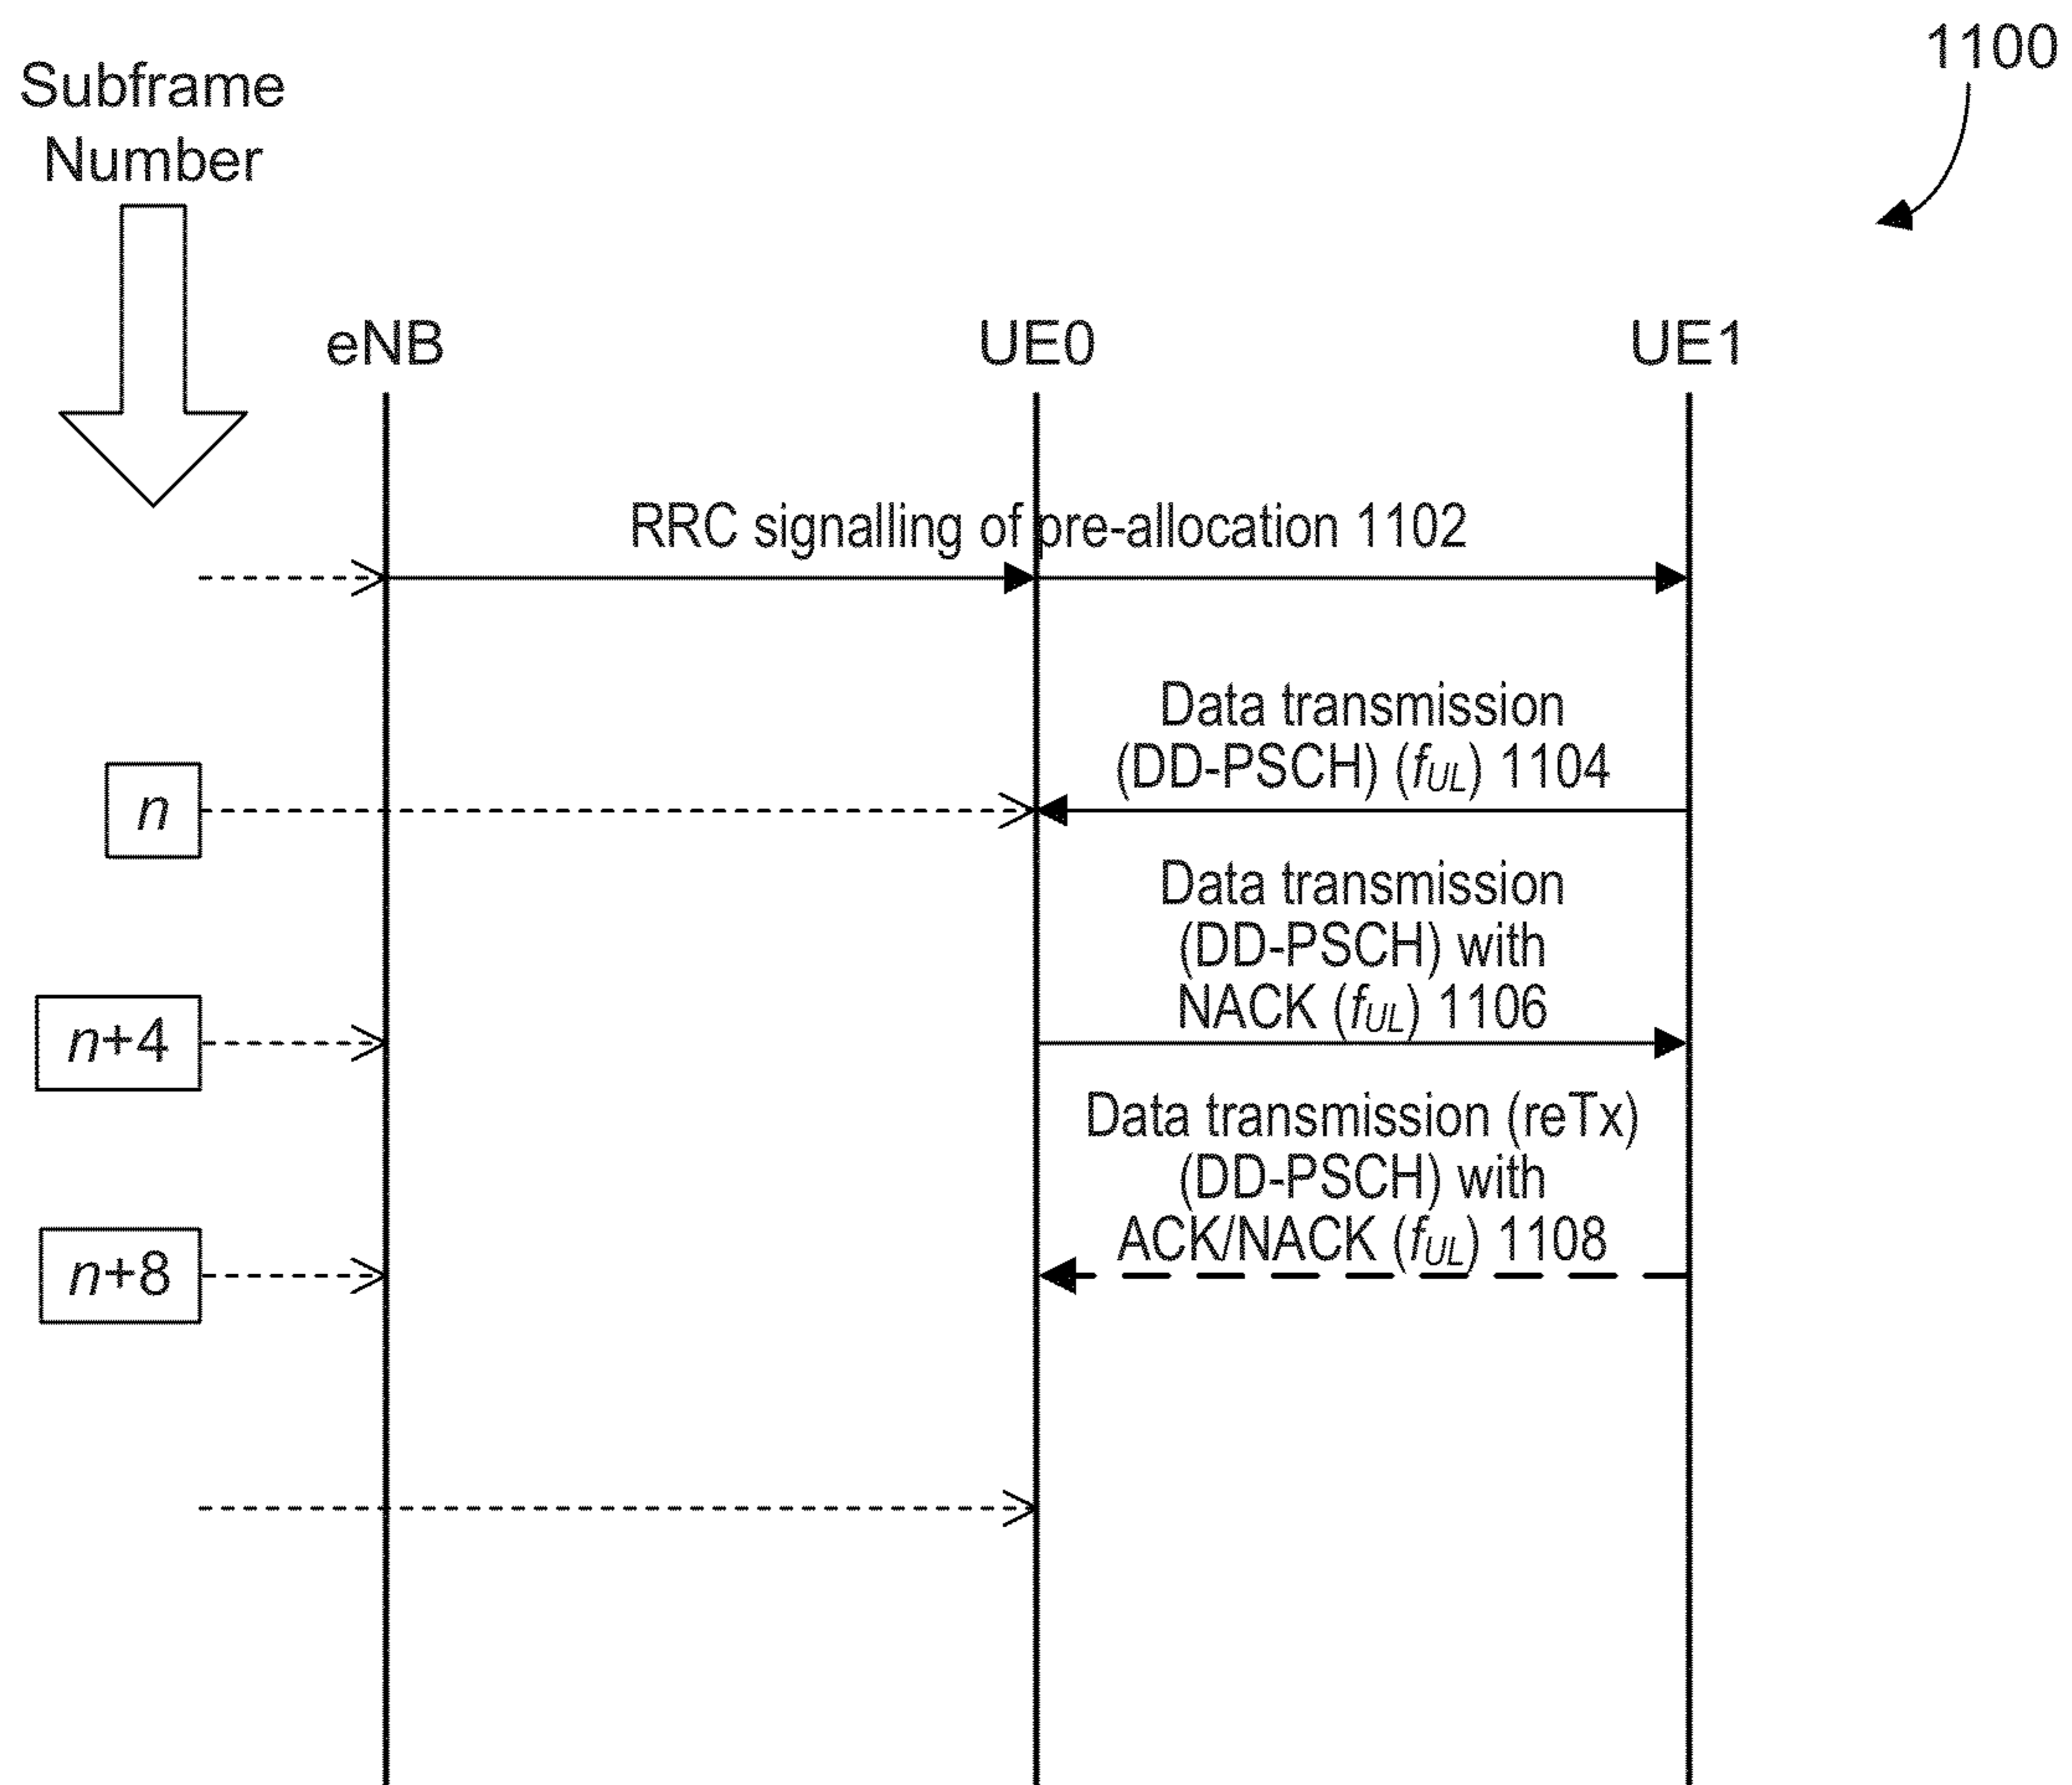 1100
Subframe
Number
eNB
UE0
UE1
RRC signalling of pre-allocation 1102
Data transmission
(DD-PSCH) (fUL) 1104
n
Data transmission
(DD-PSCH) with
NACK (fUL) 1106
n+4
Data transmission (reTx)
(DD-PSCH) with
ACK/NACK (fUL) 1108
n+8